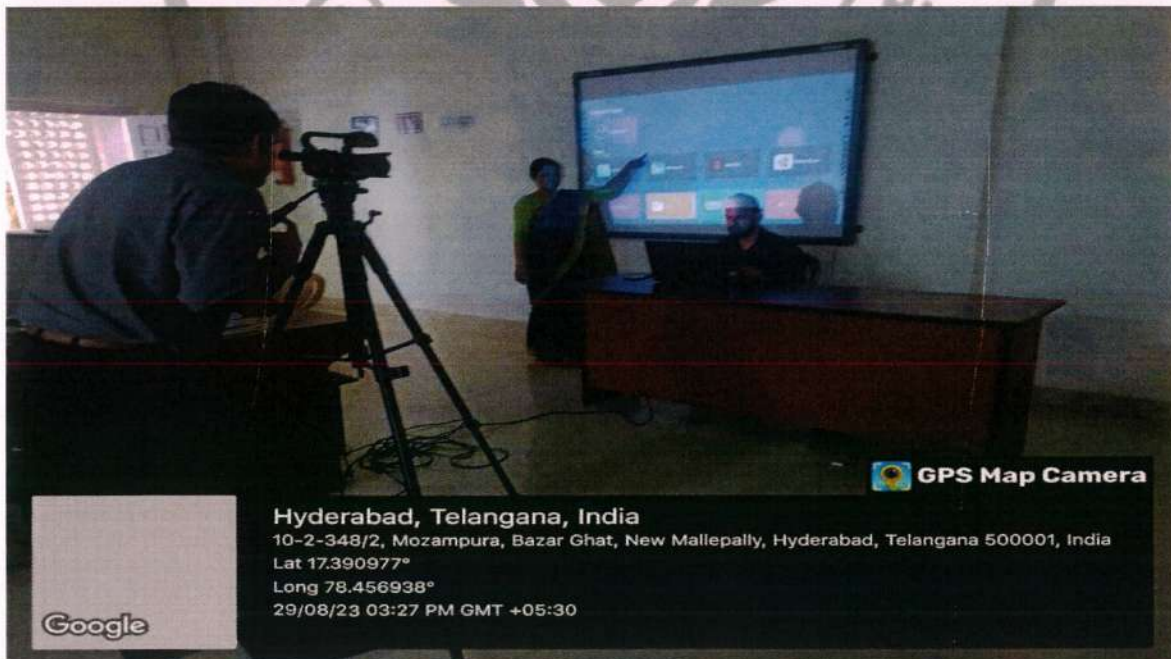 GPS Map Camera
Hyderabad, Telangana, India
10-2-348/2, Mozampura, Bazar Ghat, New Mallepally, Hyderabad, Telangana 500001, India
Lat 17.390977°
Long 78.456938°
29/08/23 03:27 PM GMT +05:30
Google